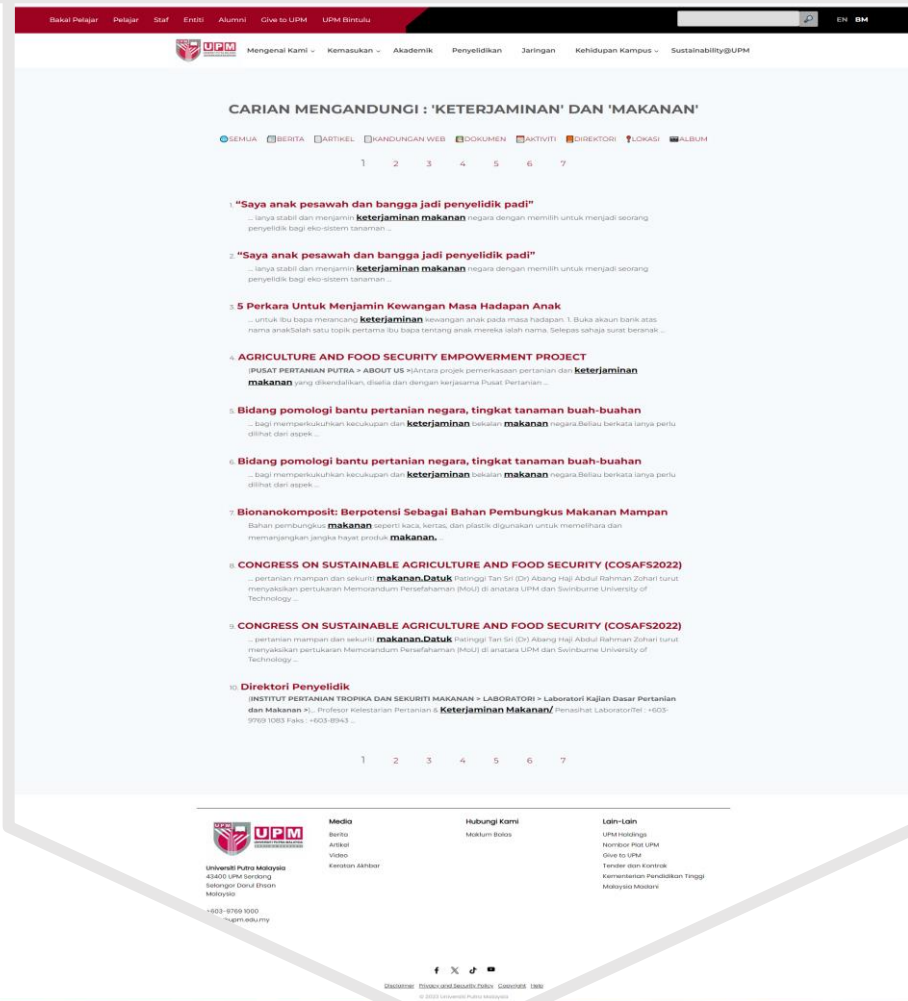 Bakal Pelajar Pelajar Staf Entiti Alumni Give to UPM UPM Bintulu EN BM
UPM Mengenai Kami Kemasukan Akademik Penyelidikan Jaringan Kehidupan Kampus Sustainability@UPM
CARIAN MENGANDUNGI : 'KETERJAMINAN' DAN 'MAKANAN'
SEMUA BERITA ARTIKEL KANDUNGAN WEB DOKUMEN AKTIVITI DIREKTORI LOKASI ALBUM
1 2 3 4 5 6 7
1. "Saya anak pesawah dan bangga jadi penyelidik padi"
... ianya stabil dan menjamin keterjaminan makanan negara dengan memilih untuk menjadi seorang
penyelidik bagi eko-sistem tanaman ...
2. "Saya anak pesawah dan bangga jadi penyelidik padi"
... ianya stabil dan menjamin keterjaminan makanan negara dengan memilih untuk menjadi seorang
penyelidik bagi eko-sistem tanaman ...
3. 5 Perkara Untuk Menjamin Kewangan Masa Hadapan Anak
... untuk ibu bapa merancang keterjaminan kewangan anak pada masa hadapan. 1. Buka akaun bank atas
nama anakSalah satu topik pertama ibu bapa tentang anak mereka ialah nama. Selepas sahaja surat beranak ...
4. AGRICULTURE AND FOOD SECURITY EMPOWERMENT PROJECT
(PUSAT PERTANIAN PUTRA > ABOUT US >)Antara projek pemerkasaan pertanian dan keterjaminan
makanan yang dikendalikan, diselia dan dengan kerjasama Pusat Pertanian ...
5. Bidang pomologi bantu pertanian negara, tingkat tanaman buah-buahan
... bagi memperkukuhkan kecukupan dan keterjaminan bekalan makanan negara.Beliau berkata ianya perlu
dilihat dari aspek ...
6. Bidang pomologi bantu pertanian negara, tingkat tanaman buah-buahan
... bagi memperkukuhkan kecukupan dan keterjaminan bekalan makanan negara.Beliau berkata ianya perlu
dilihat dari aspek ...
7. Bionanokomposit: Berpotensi Sebagai Bahan Pembungkus Makanan Mampan
Bahan pembungkus makanan seperti kaca, kertas, dan plastik digunakan untuk memelihara dan
memanjangkan jangka hayat produk makanan. ...
8. CONGRESS ON SUSTAINABLE AGRICULTURE AND FOOD SECURITY (COSAFS2022)
... pertanian mampan dan sekuriti makanan.Datuk Patinggi Tan Sri (Dr) Abang Haji Abdul Rahman Zohari turut
menyaksikan pertukaran Memorandum Persefahaman (MoU) di anatara UPM dan Swinburne University of
Technology ...
9. CONGRESS ON SUSTAINABLE AGRICULTURE AND FOOD SECURITY (COSAFS2022)
... pertanian mampan dan sekuriti makanan.Datuk Patinggi Tan Sri (Dr) Abang Haji Abdul Rahman Zohari turut
menyaksikan pertukaran Memorandum Persefahaman (MoU) di anatara UPM dan Swinburne University of
Technology ...
10. Direktori Penyelidik
(INSTITUT PERTANIAN TROPIKA DAN SEKURITI MAKANAN > LABORATORI > Laboratori Kajian Dasar Pertanian
dan Makanan >)... Profesor Kelestarian Pertanian & Keterjaminan Makanan/ Penasihat LaboratoriTel : +603-
9769 1083 Faks : +603-8943 ...
1 2 3 4 5 6 7
UPM
Universiti Putra Malaysia
43400 UPM Serdang
Selangor Darul Ehsan
Malaysia
+603-9769 1000
upm.edu.my
Media
Berita
Artikel
Video
Keratan Akhbar
Hubungi Kami
Maklum Balas
Lain-Lain
UPM Holdings
Nombor Plat UPM
Give to UPM
Tender dan Kontrak
Kementerian Pendidikan Tinggi
Malaysia Madani
Disclaimer Privacy and Security Policy Copyright Help
Universiti Putra Malaysia